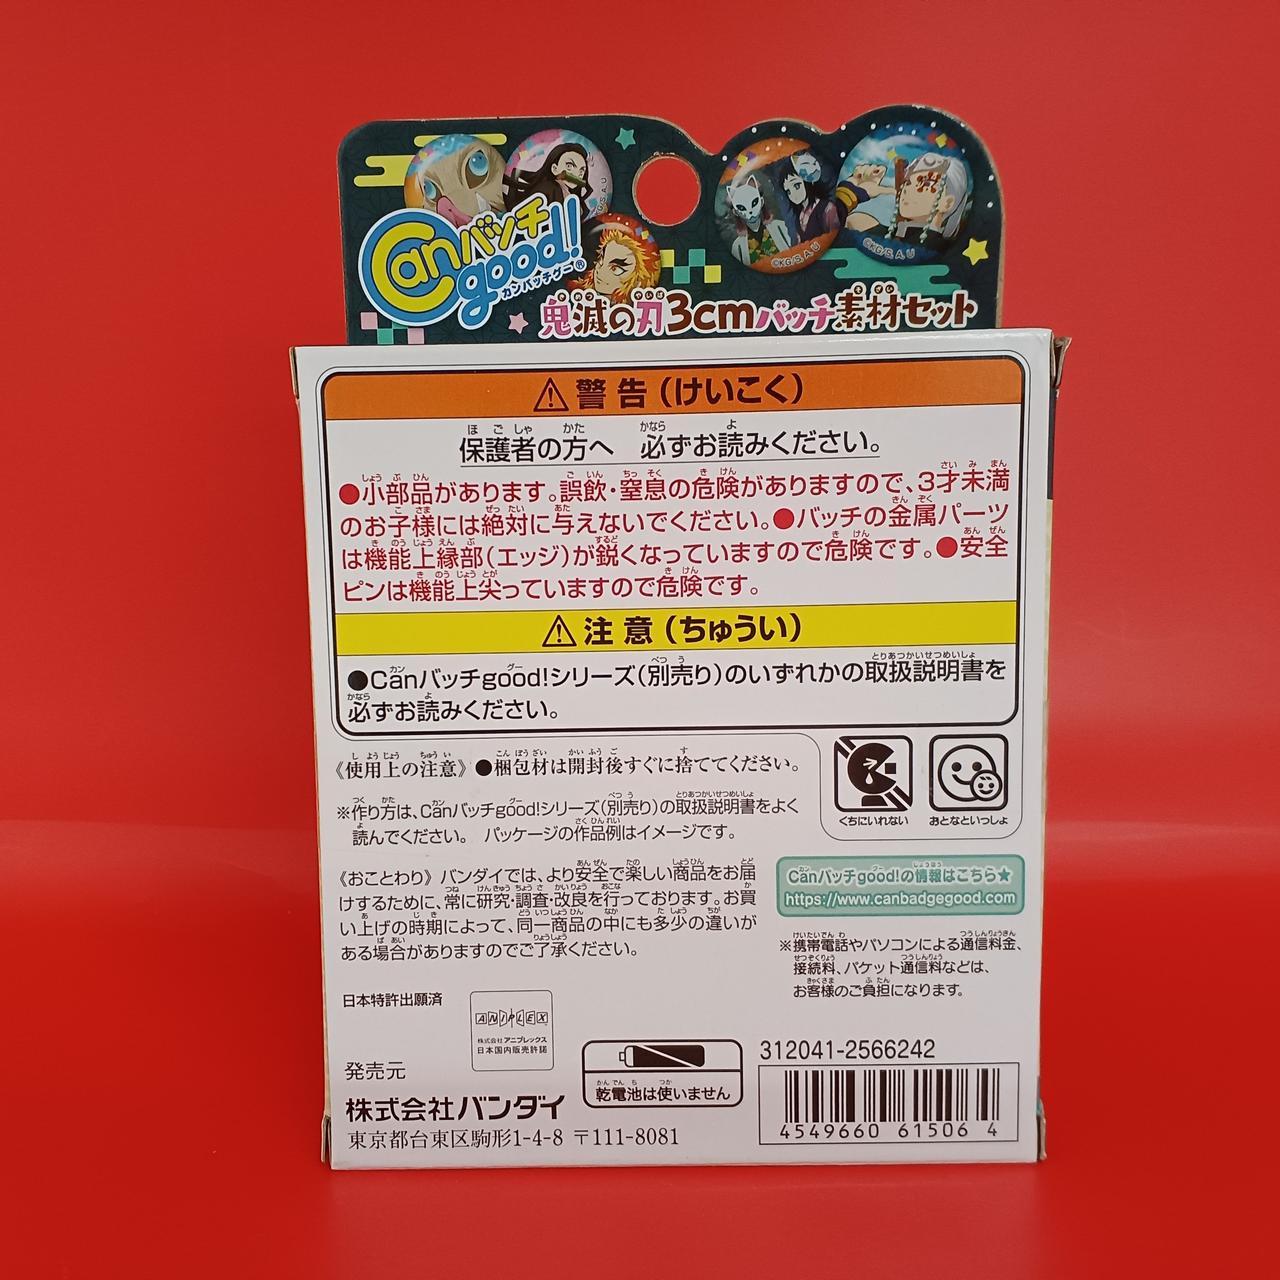 Canバッチgood!
カンバッチグー®
©KG/S.A.U
©KG/S.A.U
鬼滅の刃3cmバッチ素材セット
⚠警告(けいこく)
保護者の方へ 必ずお読みください。
●小部品があります。誤飲・窒息の危険がありますので、3才未満
のお子様には絶対に与えないでください。●バッチの金属パーツ
は機能上縁部(エッジ)が鋭くなっていますので危険です。●安全
ピンは機能上尖っていますので危険です。
⚠注意(ちゅうい)
●Canバッチgood!シリーズ(別売り)のいずれかの取扱説明書を
必ずお読みください。
《使用上の注意》●梱包材は開封後すぐに捨ててください。
※作り方は、Canバッチgood!シリーズ(別売り)の取扱説明書をよく
読んでください。 パッケージの作品例はイメージです。
くちにいれない
おとなといっしょ
《おことわり》バンダイでは、より安全で楽しい商品をお届
けするために、常に研究・調査・改良を行っております。お買
い上げの時期によって、同一商品の中にも多少の違いが
ある場合がありますのでご了承ください。
Canバッチgood!の情報はこちら★
https://www.canbadgegood.com
※携帯電話やパソコンによる通信料金、
接続料、パケット通信料などは、
お客様のご負担になります。
日本特許出願済
ANIPLEX
株式会社アニプレックス
日本国内販売許諾
発売元
株式会社バンダイ
東京都台東区駒形1-4-8 〒111-8081
乾電池は使いません
312041-2566242
4549660 61506 4